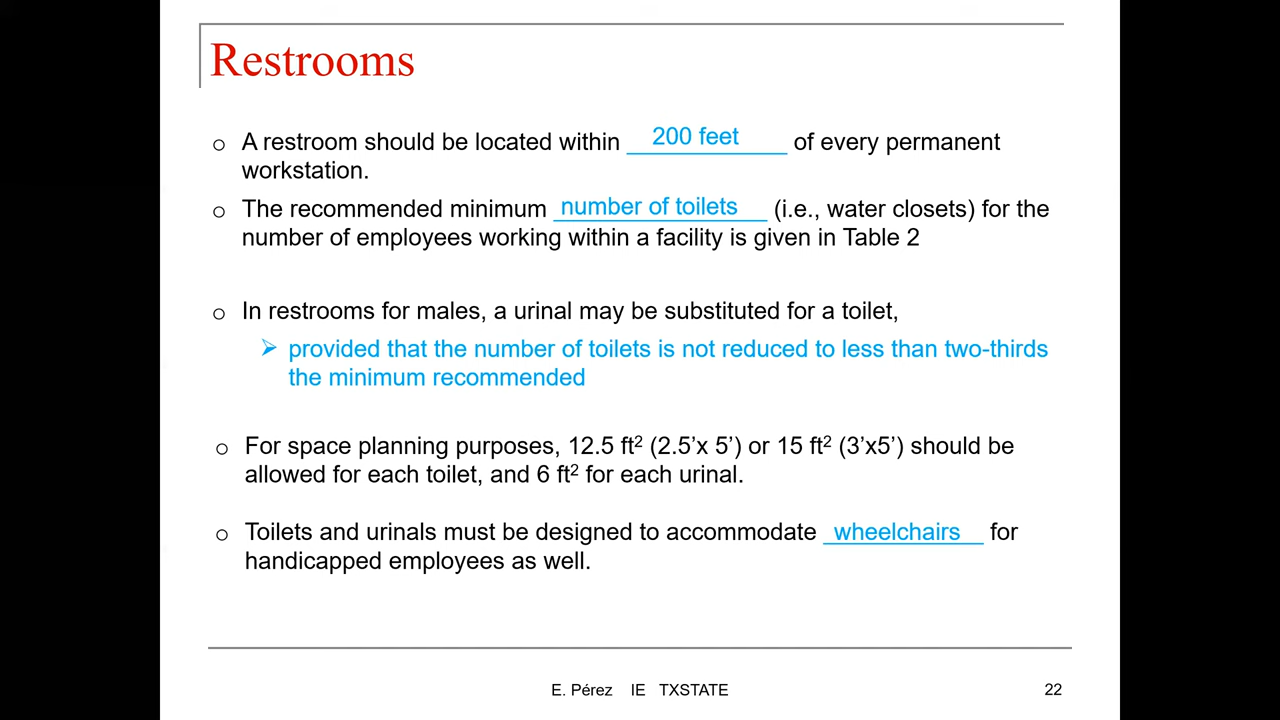 Restrooms
o A restroom should be located within 200 feet of every permanent
workstation.
o The recommended minimum number of toilets (i.e., water closets) for the
number of employees working within a facility is given in Table 2
o In restrooms for males, a urinal may be substituted for a toilet,
➢ provided that the number of toilets is not reduced to less than two-thirds
the minimum recommended
o For space planning purposes, 12.5 ft² (2.5’x 5’) or 15 ft² (3’x5’) should be
allowed for each toilet, and 6 ft² for each urinal.
o Toilets and urinals must be designed to accommodate wheelchairs for
handicapped employees as well.
E. Pérez IE TXSTATE 22